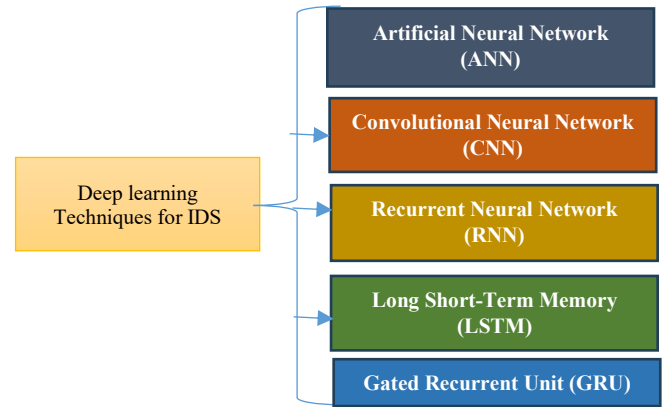 Deep learning
Techniques for IDS
Artificial Neural Network
(ANN)
Convolutional Neural Network
(CNN)
Recurrent Neural Network
(RNN)
Long Short-Term Memory
(LSTM)
Gated Recurrent Unit (GRU)